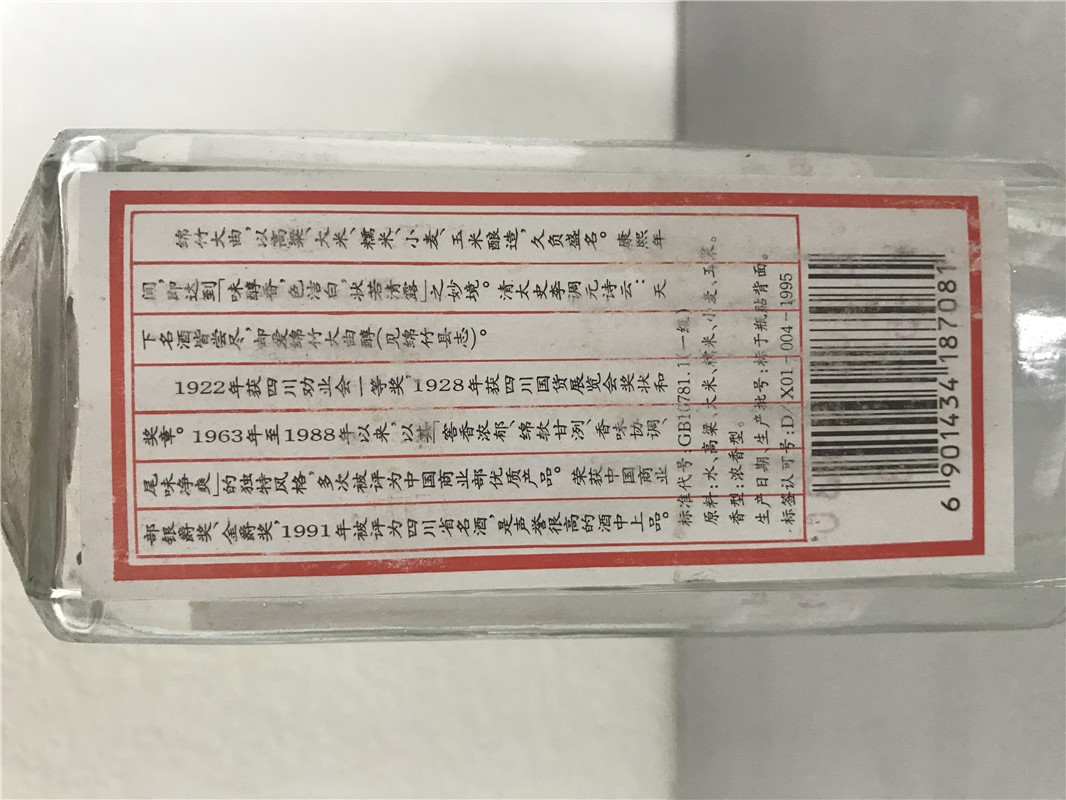 绵竹大曲，以高粱、大米、糯米、小麦、玉米酿造，久负盛名。康熙年
间，即达到「味醇香，色洁白，状若清露」之妙境。清太史李调元诗云：天
下名酒皆尝尽，却爱绵竹大曲醇(见绵竹县志)。
1922年获四川劝业会一等奖，1928年获四川国货展览会奖状和
奖章。1963年至1988年以来，以其「窖香浓郁、绵软甘洌、香味协调、
尾味净爽」的独特风格，多次被评为中国商业部优质产品。荣获中国商业
部银爵奖、金爵奖，1991年被评为四川省名酒，是声誉很高的酒中上品。
标准代号：GB10781.1(一级)
原料：水、高粱、大米、糯米、小麦、玉米。
香型：浓香型。
生产日期、生产批号：标于瓶贴背面。
标签认可号：D/X01-004-1995
6 901434 187081